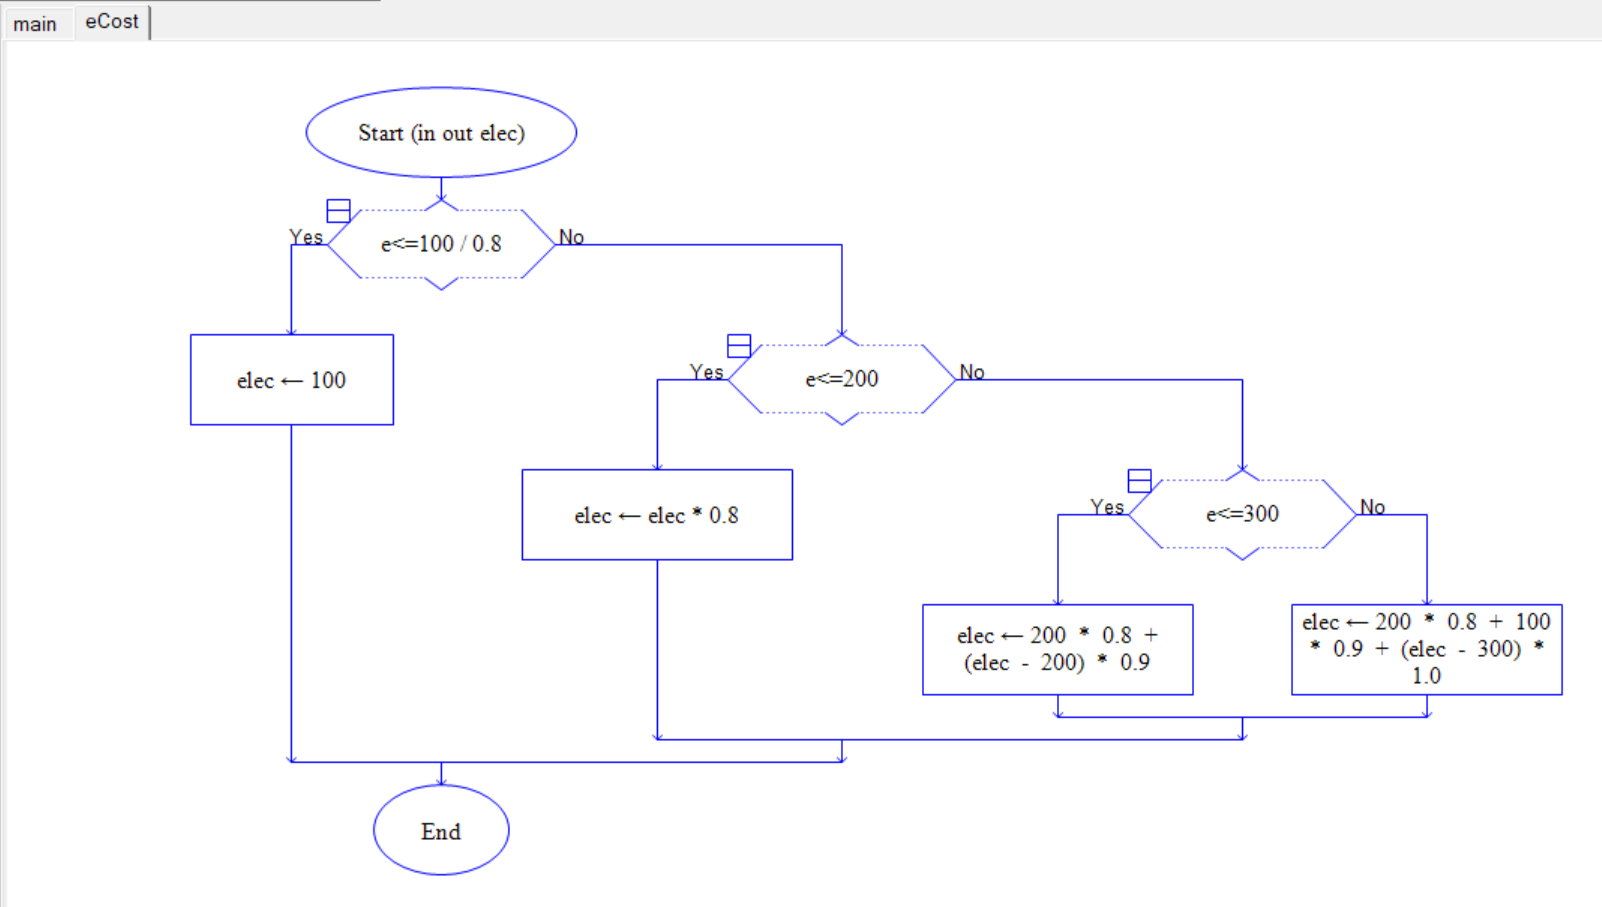 main
eCost
Start (in out elec)
Yes
e<=100 / 0.8
No
elec ← 100
Yes
e<=200
No
elec ← elec * 0.8
Yes
e<=300
No
elec ← 200 * 0.8 +
(elec - 200) * 0.9
elec ← 200 * 0.8 + 100
* 0.9 + (elec - 300) *
1.0
End